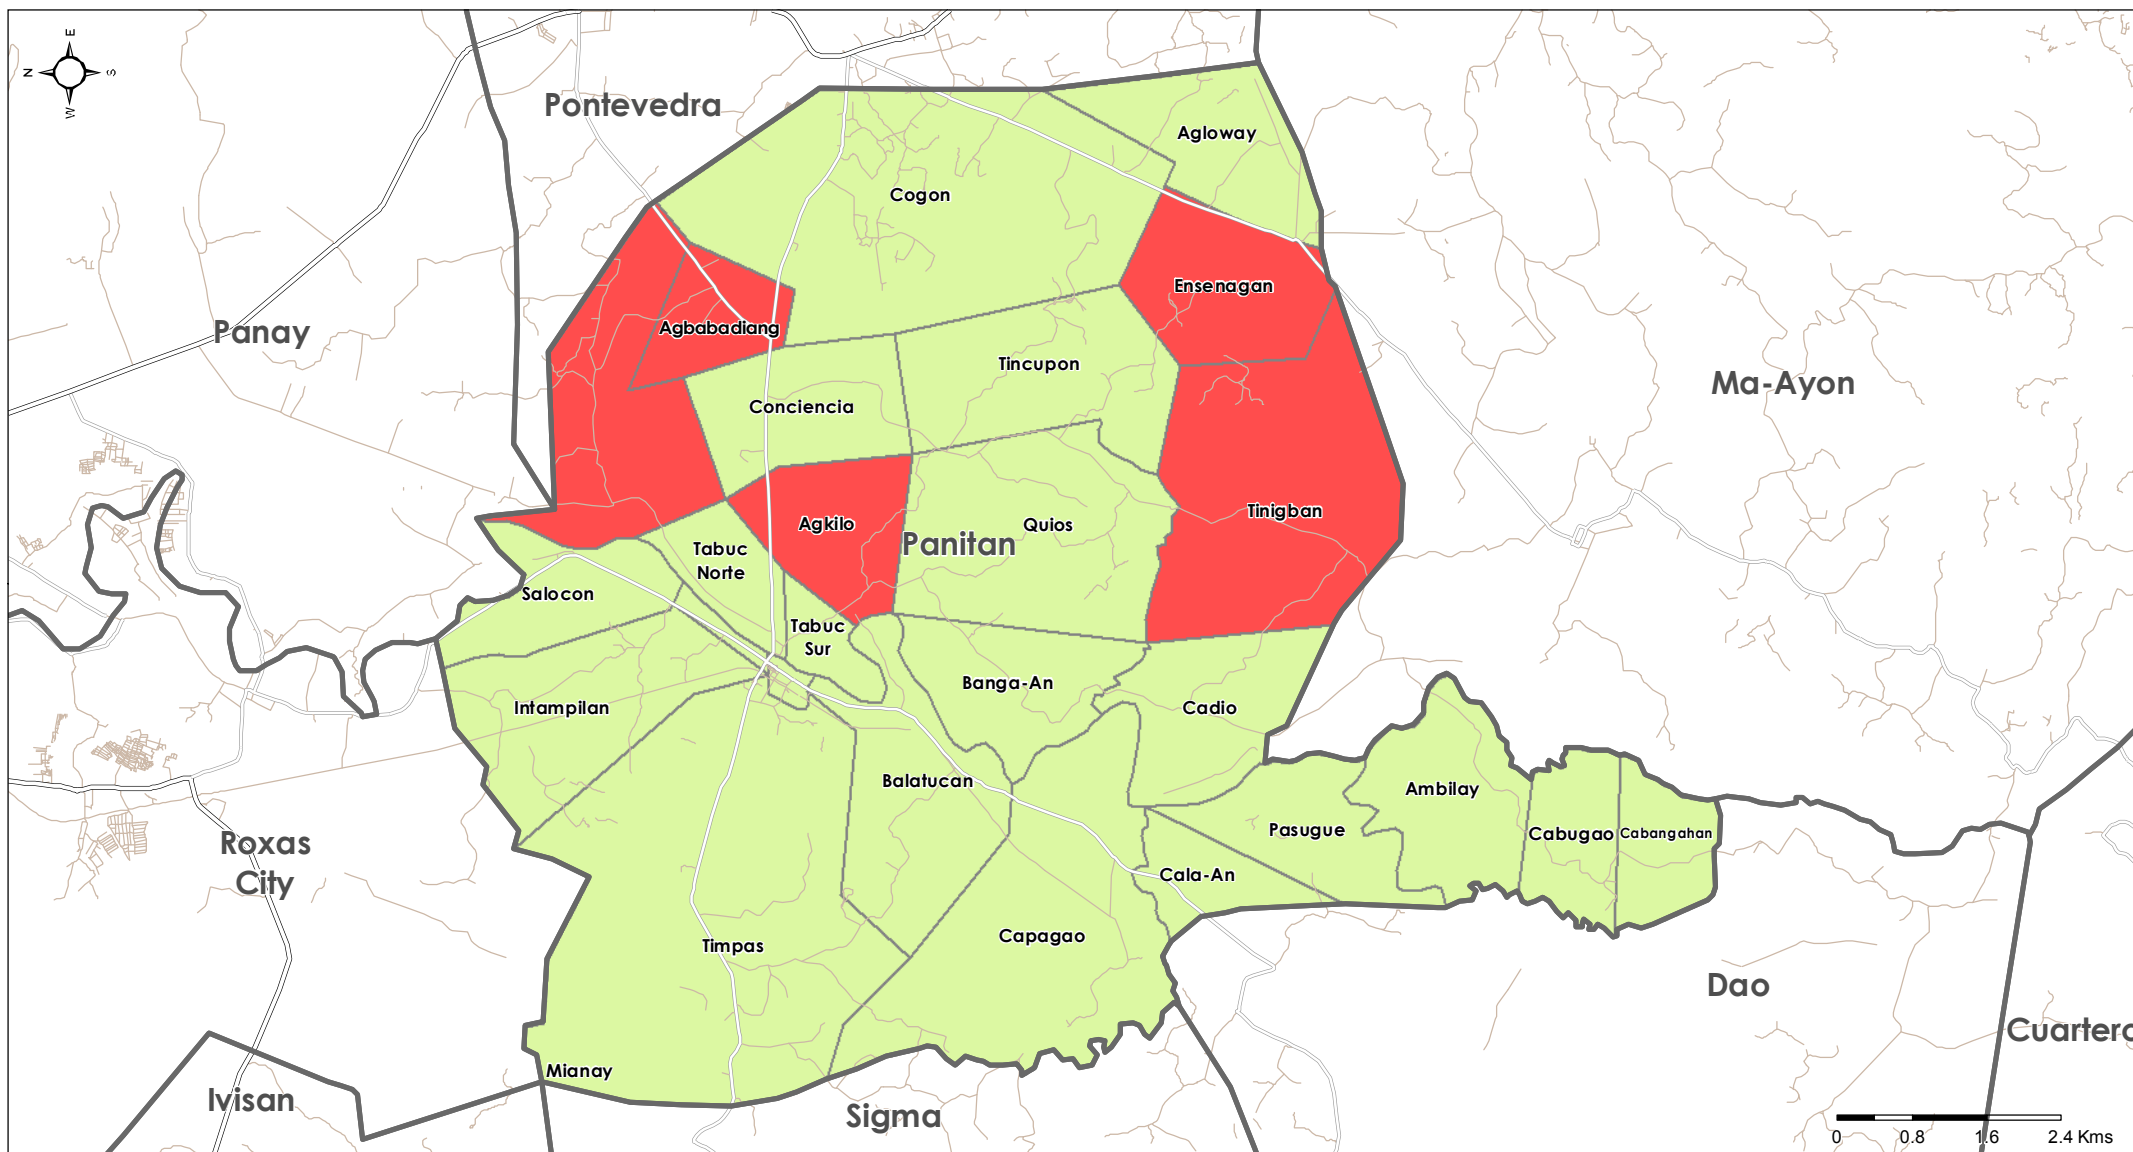 E
N
S
W
Pontevedra
Agloway
Cogon
Ensenagan
Panay
Agbabadiang
Tincupon
Ma-Ayon
Conciencia
Tinigban
Agkilo
Quios
Panitan
Tabuc
Norte
Salocon
Tabuc
Sur
Banga-An
Intampilan
Cadio
Balatucan
Ambilay
Pasugue
Cabugao
Cabangahan
Roxas
City
Cala-An
Timpas
Capagao
Dao
Cuartero
Mianay
Ivisan
Sigma
0 0.8 1.6 2.4 Kms